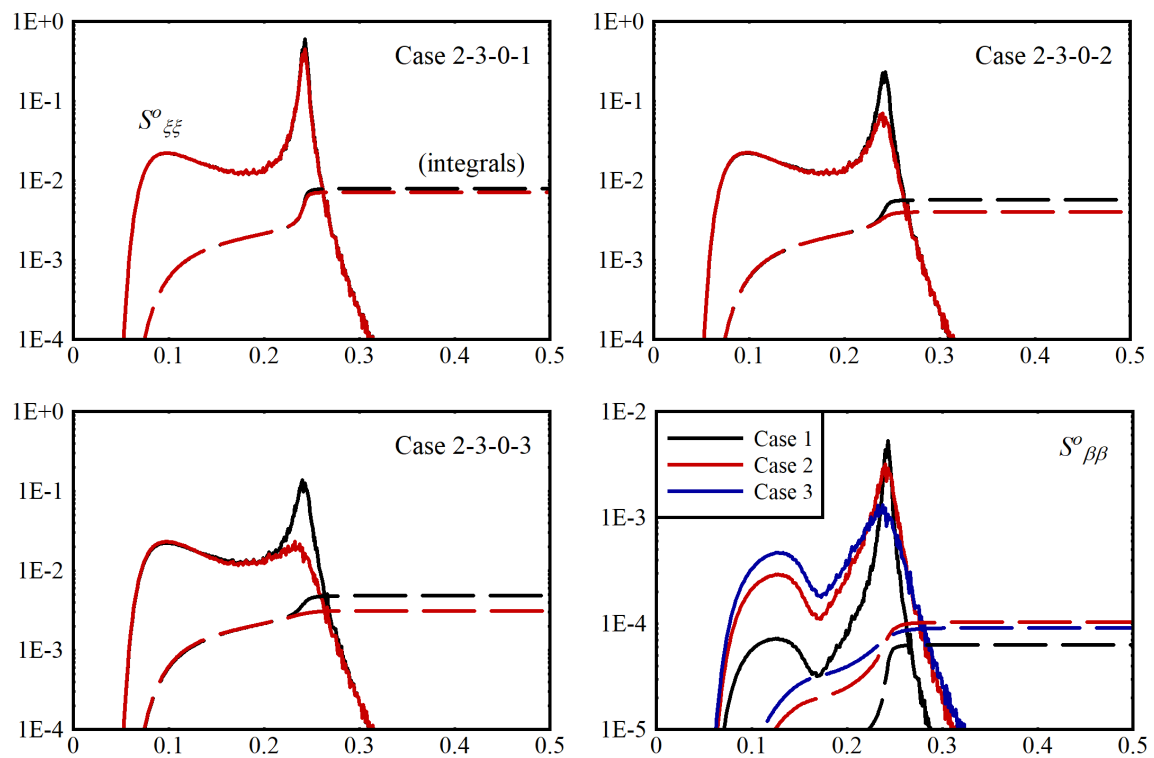 1E+0
Case 2-3-0-1
1E-1
S^o_ξξ
(integrals)
1E-2
1E-3
1E-4
0 0.1 0.2 0.3 0.4 0.5
1E+0
Case 2-3-0-2
1E-1
1E-2
1E-3
1E-4
0 0.1 0.2 0.3 0.4 0.5
1E+0
Case 2-3-0-3
1E-1
1E-2
1E-3
1E-4
0 0.1 0.2 0.3 0.4 0.5
1E-2
Case 1
Case 2
Case 3
S^o_ββ
1E-3
1E-4
1E-5
0 0.1 0.2 0.3 0.4 0.5